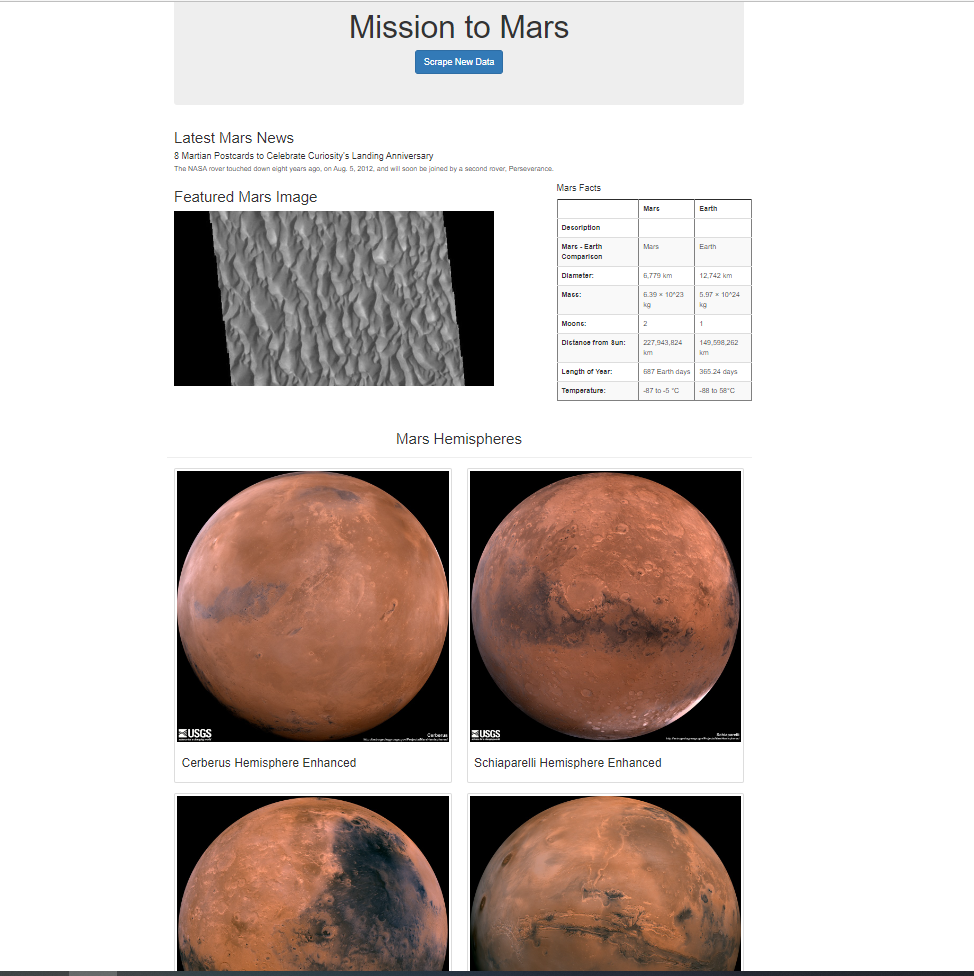 Mission to Mars
Scrape New Data
Latest Mars News
8 Martian Postcards to Celebrate Curiosity's Landing Anniversary
The NASA rover touched down eight years ago, on Aug. 5, 2012, and will soon be joined by a second rover, Perseverance.
Featured Mars Image
Mars Facts
Mars Earth
Description
Mars - Earth
Comparison Mars Earth
Diameter: 6,779 km 12,742 km
Mass: 6.39 × 10^23
kg 5.97 × 10^24
kg
Moons: 2 1
Distance from Sun: 227,943,824
km 149,598,262
km
Length of Year: 687 Earth days 365.24 days
Temperature: -87 to -5 °C -88 to 58°C
Mars Hemispheres
USGS
Cerberus
USGS
Schiaparelli
Cerberus Hemisphere Enhanced
Schiaparelli Hemisphere Enhanced